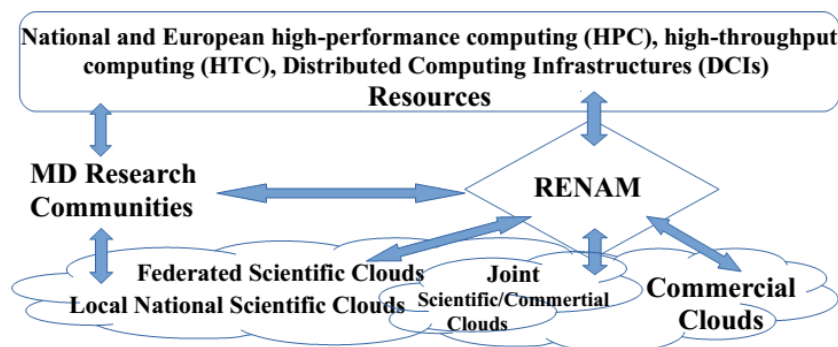 National and European high-performance computing (HPC), high-throughput
computing (HTC), Distributed Computing Infrastructures (DCIs)
Resources
MD Research
Communities
RENAM
Federated Scientific Clouds
Local National Scientific Clouds
Joint
Scientific/Commertial
Clouds
Commercial
Clouds